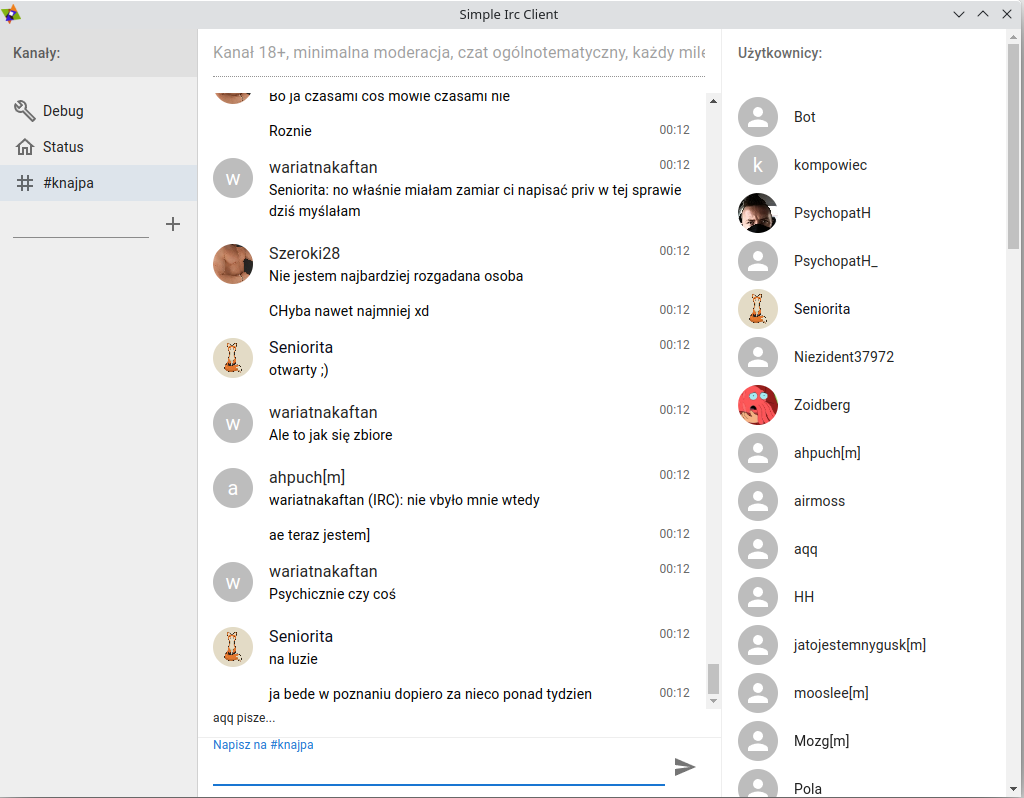 Simple Irc Client
Kanały:
Debug
Status
#knajpa
Kanał 18+, minimalna moderacja, czat ogólnotematyczny, każdy mile
Bo ja czasami cos mowie czasami nie
Roznie 00:12
w wariatnakaftan 00:12
Seniorita: no właśnie miałam zamiar ci napisać priv w tej sprawie
dziś myślałam
Szeroki28 00:12
Nie jestem najbardziej rozgadana osoba
CHyba nawet najmniej xd 00:12
Seniorita 00:12
otwarty ;)
w wariatnakaftan 00:12
Ale to jak się zbiore
a ahpuch[m] 00:12
wariatnakaftan (IRC): nie vbyło mnie wtedy
ae teraz jestem] 00:12
w wariatnakaftan 00:12
Psychicznie czy coś
Seniorita 00:12
na luzie
ja bede w poznaniu dopiero za nieco ponad tydzien 00:12
aqq pisze...
Napisz na #knajpa
Użytkownicy:
Bot
k kompowiec
PsychopatH
PsychopatH_
Seniorita
Niezident37972
Zoidberg
ahpuch[m]
airmoss
aqq
HH
jatojestemnygusk[m]
mooslee[m]
Mozg[m]
Pola